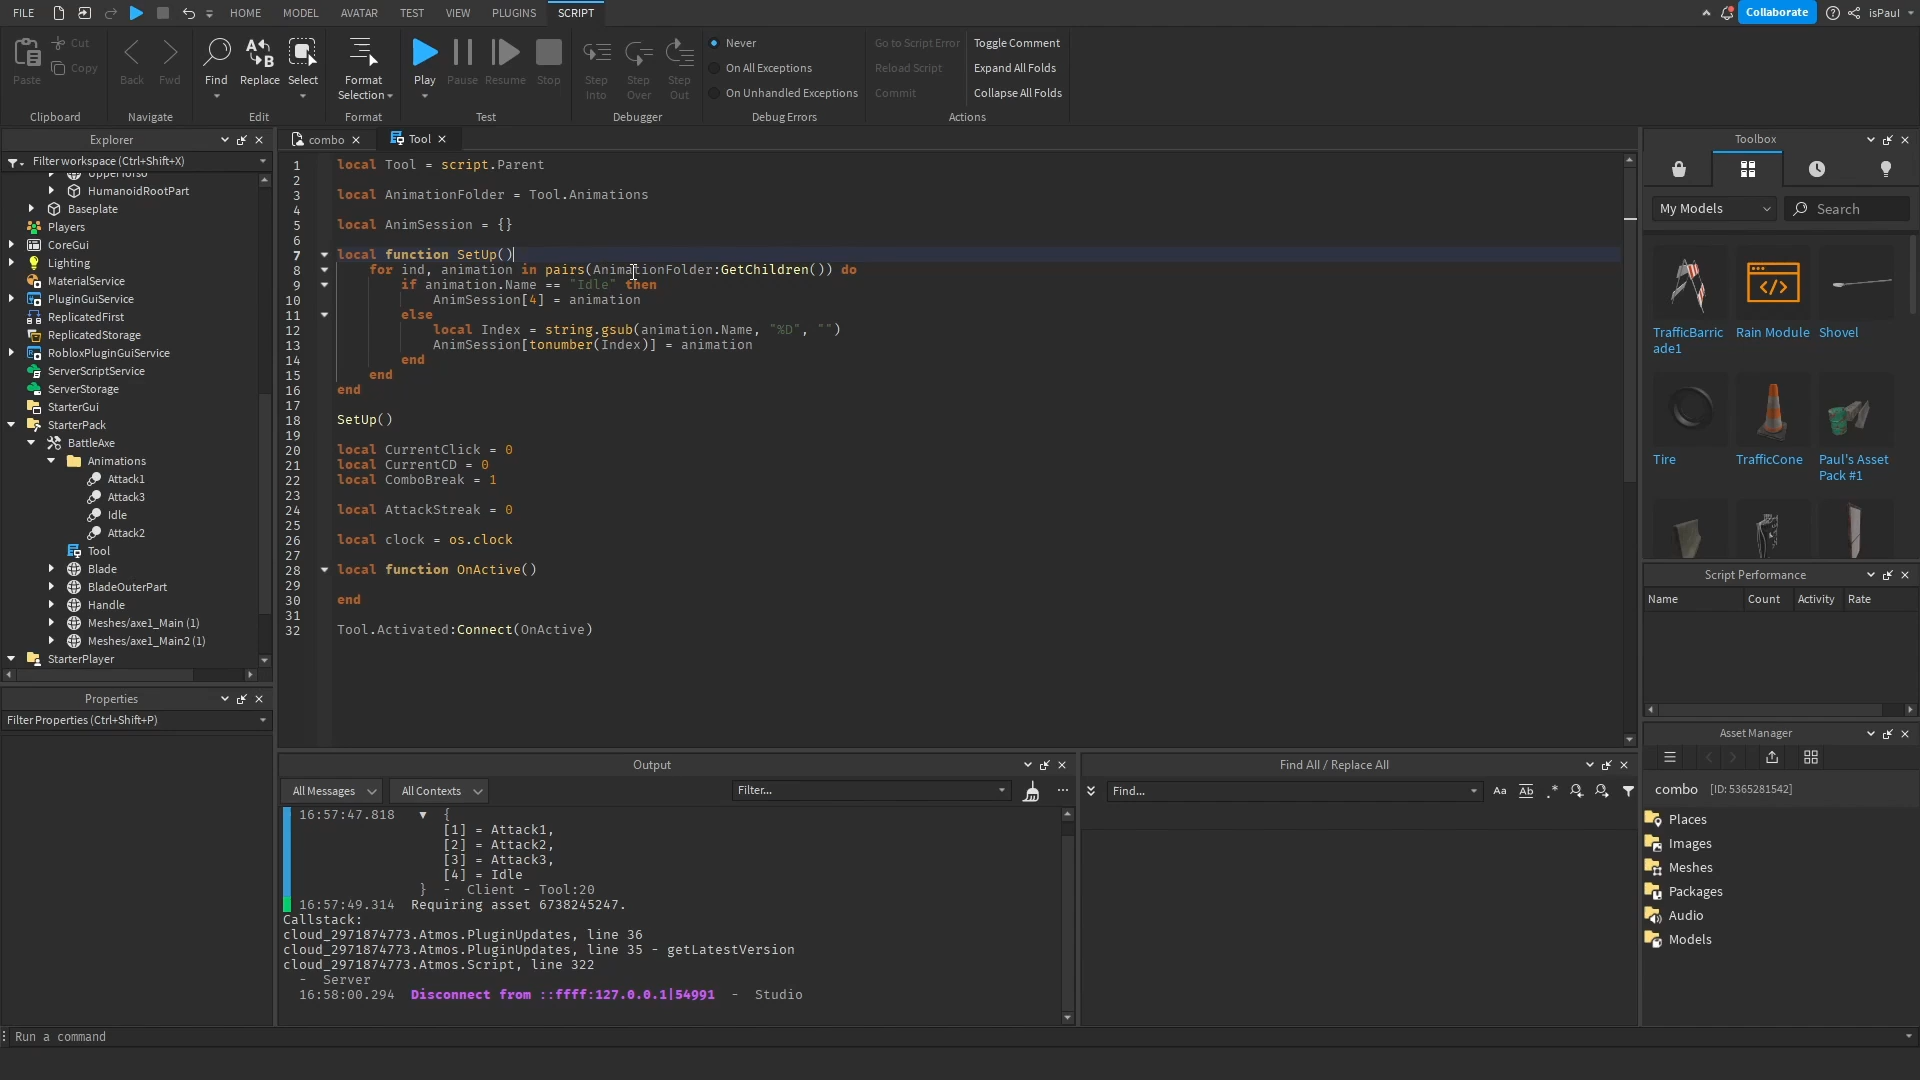 FILE HOME MODEL AVATAR TEST VIEW PLUGINS SCRIPT Collaborate isPaul
Paste Cut Copy
Clipboard
Back Fwd
Navigate
Find Replace Select
Edit
Format Selection
Format
Play Pause Resume Stop
Test
Step Into Step Over Step Out
Debugger
Never
On All Exceptions
On Unhandled Exceptions
Debug Errors
Go to Script Error
Reload Script
Commit
Toggle Comment
Expand All Folds
Collapse All Folds
Actions
Explorer
Filter workspace (Ctrl+Shift+X)
UpperTorso
HumanoidRootPart
Baseplate
Players
CoreGui
Lighting
MaterialService
PluginGuiService
ReplicatedFirst
ReplicatedStorage
RobloxPluginGuiService
ServerScriptService
ServerStorage
StarterGui
StarterPack
BattleAxe
Animations
Attack1
Attack3
Idle
Attack2
Tool
Blade
BladeOuterPart
Handle
Meshes/axe1_Main (1)
Meshes/axe1_Main2 (1)
StarterPlayer
Properties
Filter Properties (Ctrl+Shift+P)
combo Tool
1 local Tool = script.Parent
2
3 local AnimationFolder = Tool.Animations
4
5 local AnimSession = {}
6
7 local function SetUp()
8 for ind, animation in pairs(AnimationFolder:GetChildren()) do
9 if animation.Name == "Idle" then
10 AnimSession[4] = animation
11 else
12 local Index = string.gsub(animation.Name, "%D", "")
13 AnimSession[tonumber(Index)] = animation
14 end
15 end
16 end
17
18 SetUp()
19
20 local CurrentClick = 0
21 local CurrentCD = 0
22 local ComboBreak = 1
23
24 local AttackStreak = 0
25
26 local clock = os.clock
27
28 local function OnActive()
29
30 end
31
32 Tool.Activated:Connect(OnActive)
Output
All Messages All Contexts Filter...
16:57:47.818 ▼ {
[1] = Attack1,
[2] = Attack2,
[3] = Attack3,
[4] = Idle
} - Client - Tool:20
16:57:49.314 Requiring asset 6738245247.
Callstack:
cloud_2971874773.Atmos.PluginUpdates, line 36
cloud_2971874773.Atmos.PluginUpdates, line 35 - getLatestVersion
cloud_2971874773.Atmos.Script, line 322
- Server
16:58:00.294 Disconnect from ::ffff:127.0.0.1|54991 - Studio
Find All / Replace All
Find... Aa Ab .*
Toolbox
My Models Search
TrafficBarricade1 Rain Module Shovel
Tire TrafficCone Paul's Asset Pack #1
Script Performance
Name Count Activity Rate
Asset Manager
combo [ID: 5365281542]
Places
Images
Meshes
Packages
Audio
Models
Run a command